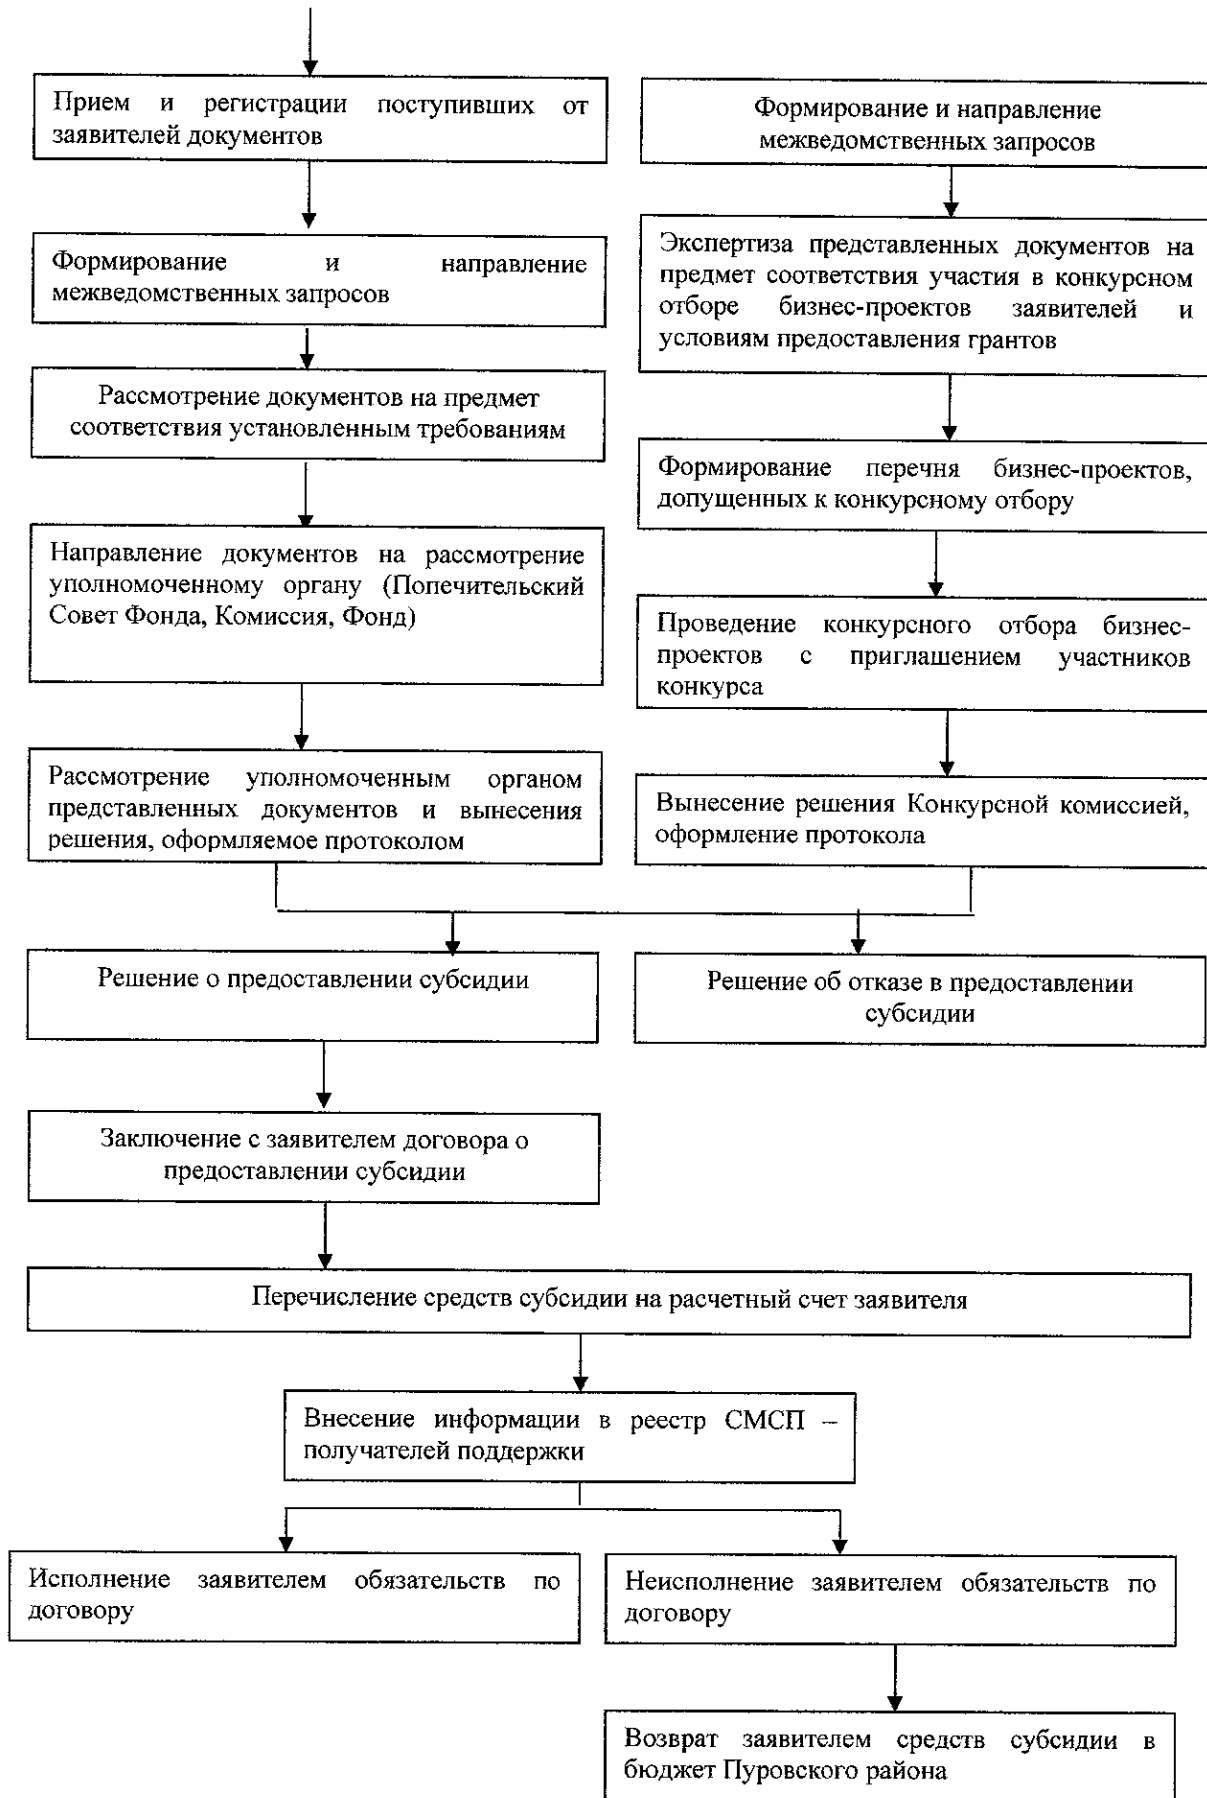 Прием и регистрации поступивших от
заявителей документов
Формирование и направление
межведомственных запросов
Рассмотрение документов на предмет
соответствия установленным требованиям
Направление документов на рассмотрение
уполномоченному органу (Попечительский
Совет Фонда, Комиссия, Фонд)
Рассмотрение уполномоченным органом
представленных документов и вынесения
решения, оформляемое протоколом
Формирование и направление
межведомственных запросов
Экспертиза представленных документов на
предмет соответствия участия в конкурсном
отборе бизнес-проектов заявителей и
условиям предоставления грантов
Формирование перечня бизнес-проектов,
допущенных к конкурсному отбору
Проведение конкурсного отбора бизнес-
проектов с приглашением участников
конкурса
Вынесение решения Конкурсной комиссией,
оформление протокола
Решение о предоставлении субсидии
Решение об отказе в предоставлении
субсидии
Заключение с заявителем договора о
предоставлении субсидии
Перечисление средств субсидии на расчетный счет заявителя
Внесение информации в реестр СМСП –
получателей поддержки
Исполнение заявителем обязательств по
договору
Неисполнение заявителем обязательств по
договору
Возврат заявителем средств субсидии в
бюджет Пуровского района